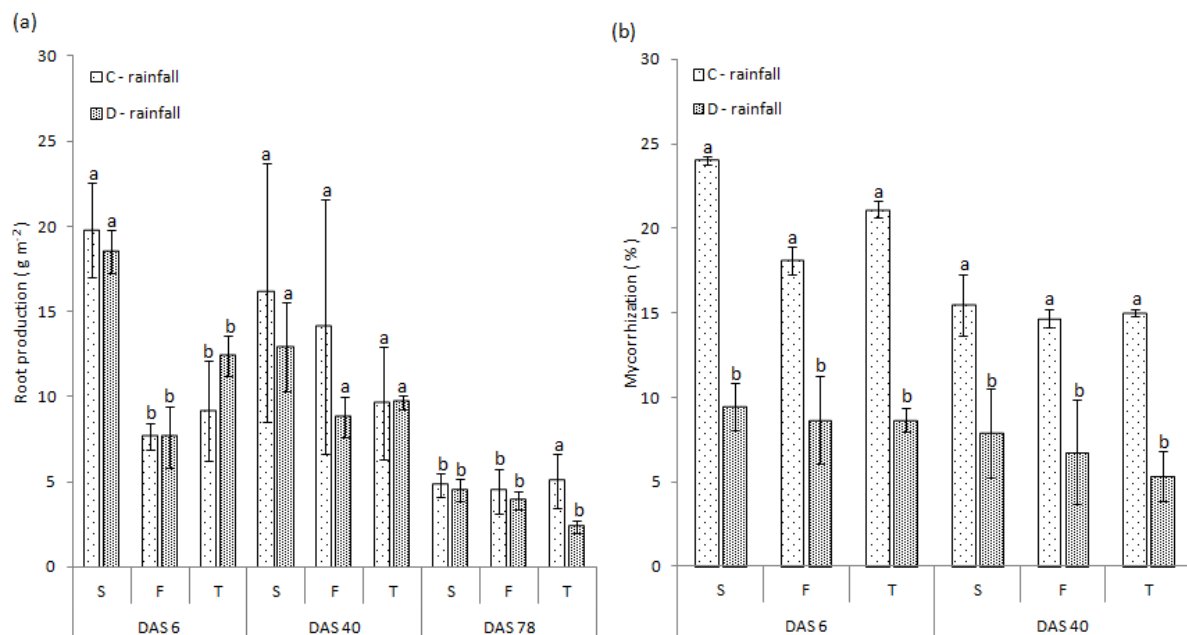 (a)
30
25
20
15
10
5
0
Root production ( g m⁻²)
C - rainfall
D - rainfall
a
a
b
b
b
b
a
a
a
a
a
a
b
b
b
b
a
b
S F T S F T S F T
DAS 6 DAS 40 DAS 78
(b)
30
25
20
15
10
5
0
Mycorrhization ( % )
C - rainfall
D - rainfall
a
b
a
b
a
b
a
b
a
b
a
b
S F T S F T
DAS 6 DAS 40